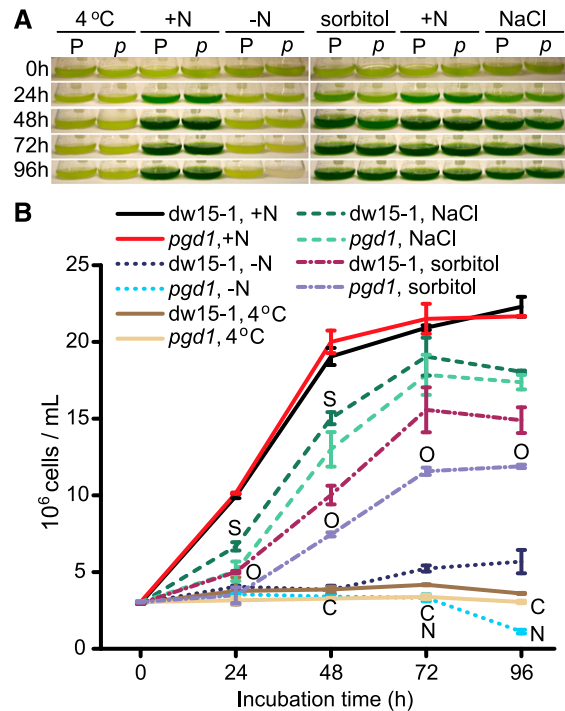 A
4 °C +N -N sorbitol +N NaCl
P p P p P p P p P p P p
0h
24h
48h
72h
96h
B
dw15-1, +N dw15-1, NaCl
pgd1,+N pgd1, NaCl
dw15-1, -N dw15-1, sorbitol
pgd1, -N pgd1, sorbitol
dw15-1, 4°C
pgd1, 4°C
25
20
15
10
5
0
10⁶ cells / mL
S
S
O
O
O
O
C
C
N
C
N
0 24 48 72 96
Incubation time (h)